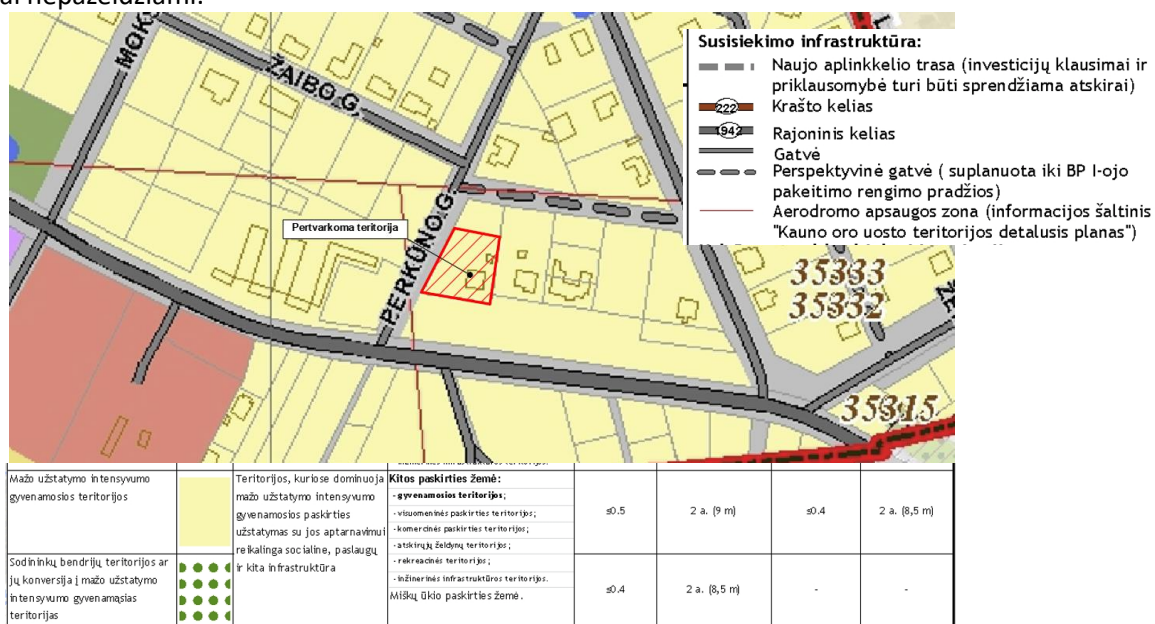 MOK
ŽAIBO G.
PERKŪNO G.
Pertvarkoma teritorija
35333
35332
35815
Susisiekimo infrastruktūra:
Naujo aplinkkelio trasa (investicijų klausimai ir
priklausomybė turi būti sprendžiama atskirai)
222 Krašto kelias
1942 Rajoninis kelias
Gatvė
Perspektyvinė gatvė ( suplanuota iki BP I-ojo
pakeitimo rengimo pradžios)
Aerodromo apsaugos zona (informacijos šaltinis
"Kauno oro uosto teritorijos detalusis planas")
Mažo užstatymo intensyvumo
gyvenamosios teritorijos
Teritorijos, kuriose dominuoja
mažo užstatymo intensyvumo
gyvenamosios paskirties
užstatymas su jos aptarnavimui
reikalinga socialine, paslaugų
ir kita infrastruktūra
Kitos paskirties žemė:
- gyvenamosios teritorijos;
- visuomeninės paskirties teritorijos;
- komercinės paskirties teritorijos;
- atskirųjų želdynų teritorijos;
- rekreacinės teritorijos;
- inžinerinės infrastruktūros teritorijos.
Miškų ūkio paskirties žemė.
≤0.5 2 a. (9 m) ≤0.4 2 a. (8,5 m)
Sodininkų bendrijų teritorijos ar
jų konversija į mažo užstatymo
intensyvumo gyvenamąsias
teritorijas
≤0.4 2 a. (8,5 m) - -